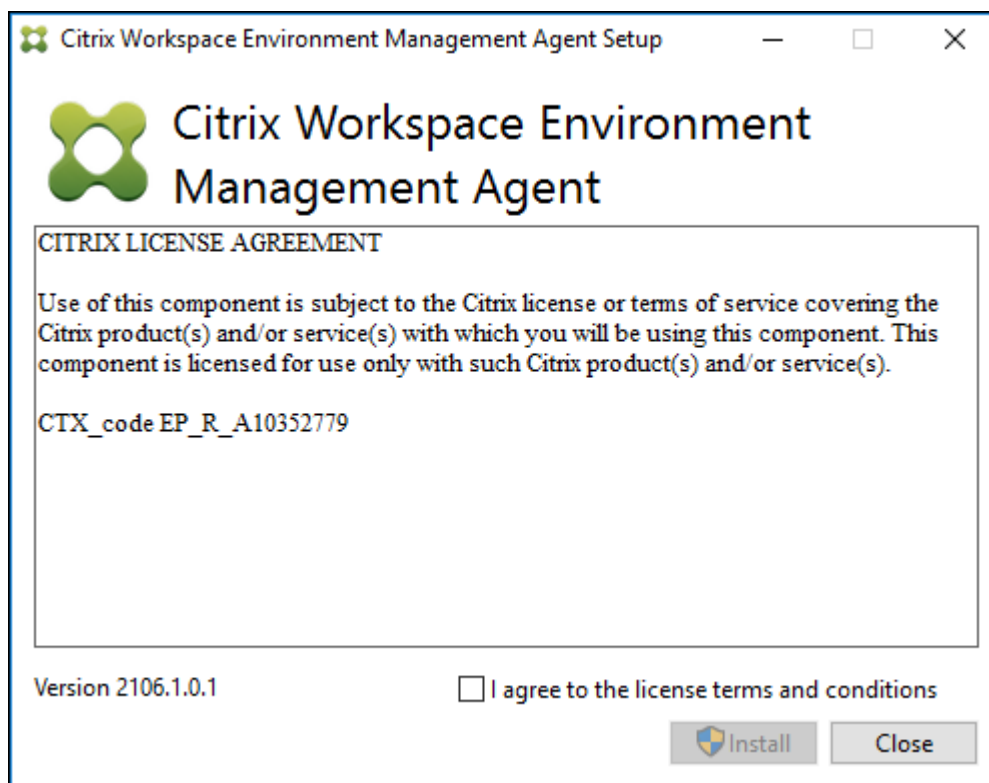 Citrix Workspace Environment Management Agent Setup
Citrix Workspace Environment
Management Agent
CITRIX LICENSE AGREEMENT
Use of this component is subject to the Citrix license or terms of service covering the
Citrix product(s) and/or service(s) with which you will be using this component. This
component is licensed for use only with such Citrix product(s) and/or service(s).
CTX_code EP_R_A10352779
Version 2106.1.0.1
I agree to the license terms and conditions
Install
Close